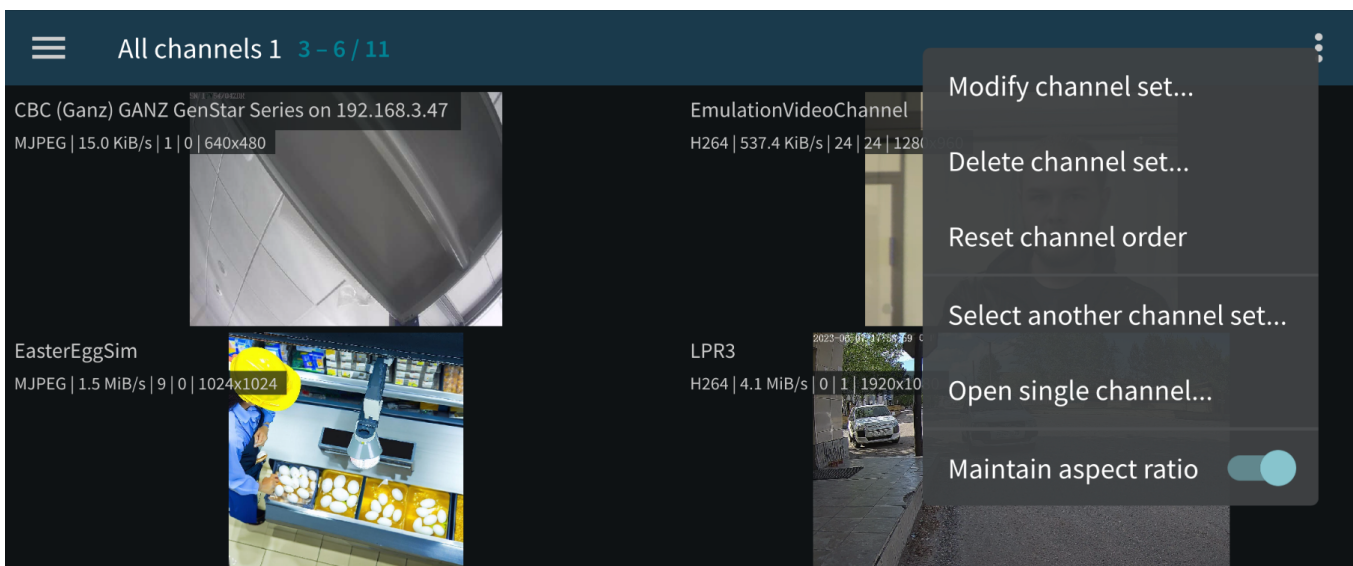 All channels 1 3 – 6 / 11
CBC (Ganz) GANZ GenStar Series on 192.168.3.47
MJPEG | 15.0 KiB/s | 1 | 0 | 640x480
EmulationVideoChannel
H264 | 537.4 KiB/s | 24 | 24 |
EasterEggSim
MJPEG | 1.5 MiB/s | 9 | 0 | 1024x1024
LPR3
H264 | 4.1 MiB/s | 0 | 1 |
Modify channel set...
Delete channel set...
Reset channel order
Select another channel set...
Open single channel...
Maintain aspect ratio